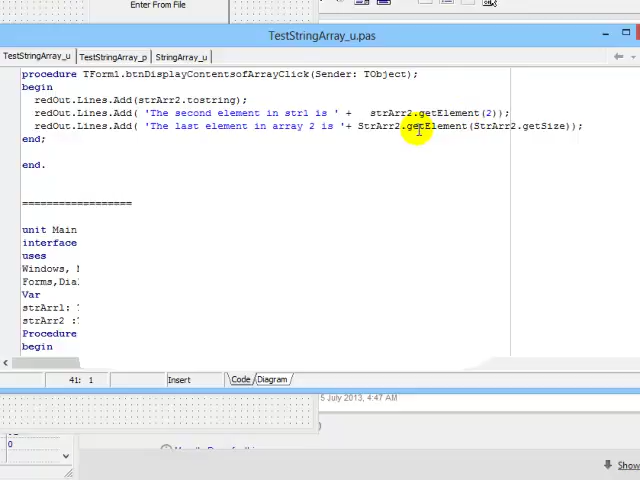 Enter From File
TestStringArray_u.pas
TestStringArray_u TestStringArray_p StringArray_u
procedure TForm1.btnDisplayContentsofArrayClick(Sender: TObject);
begin
redOut.Lines.Add(strArr2.tostring);
redOut.Lines.Add( 'The second element in str1 is ' + strArr2.getElement(2));
redOut.Lines.Add( 'The last element in array 2 is '+ StrArr2.getElement(StrArr2.getSize));
end;
end.
=================
unit Main
interface
uses
Windows,
Forms,Dia
Var
strArr1:
strArr2 :T
Procedure
begin
41: 1 Insert Code Diagram
5 July 2013, 4:47 AM
0
Show